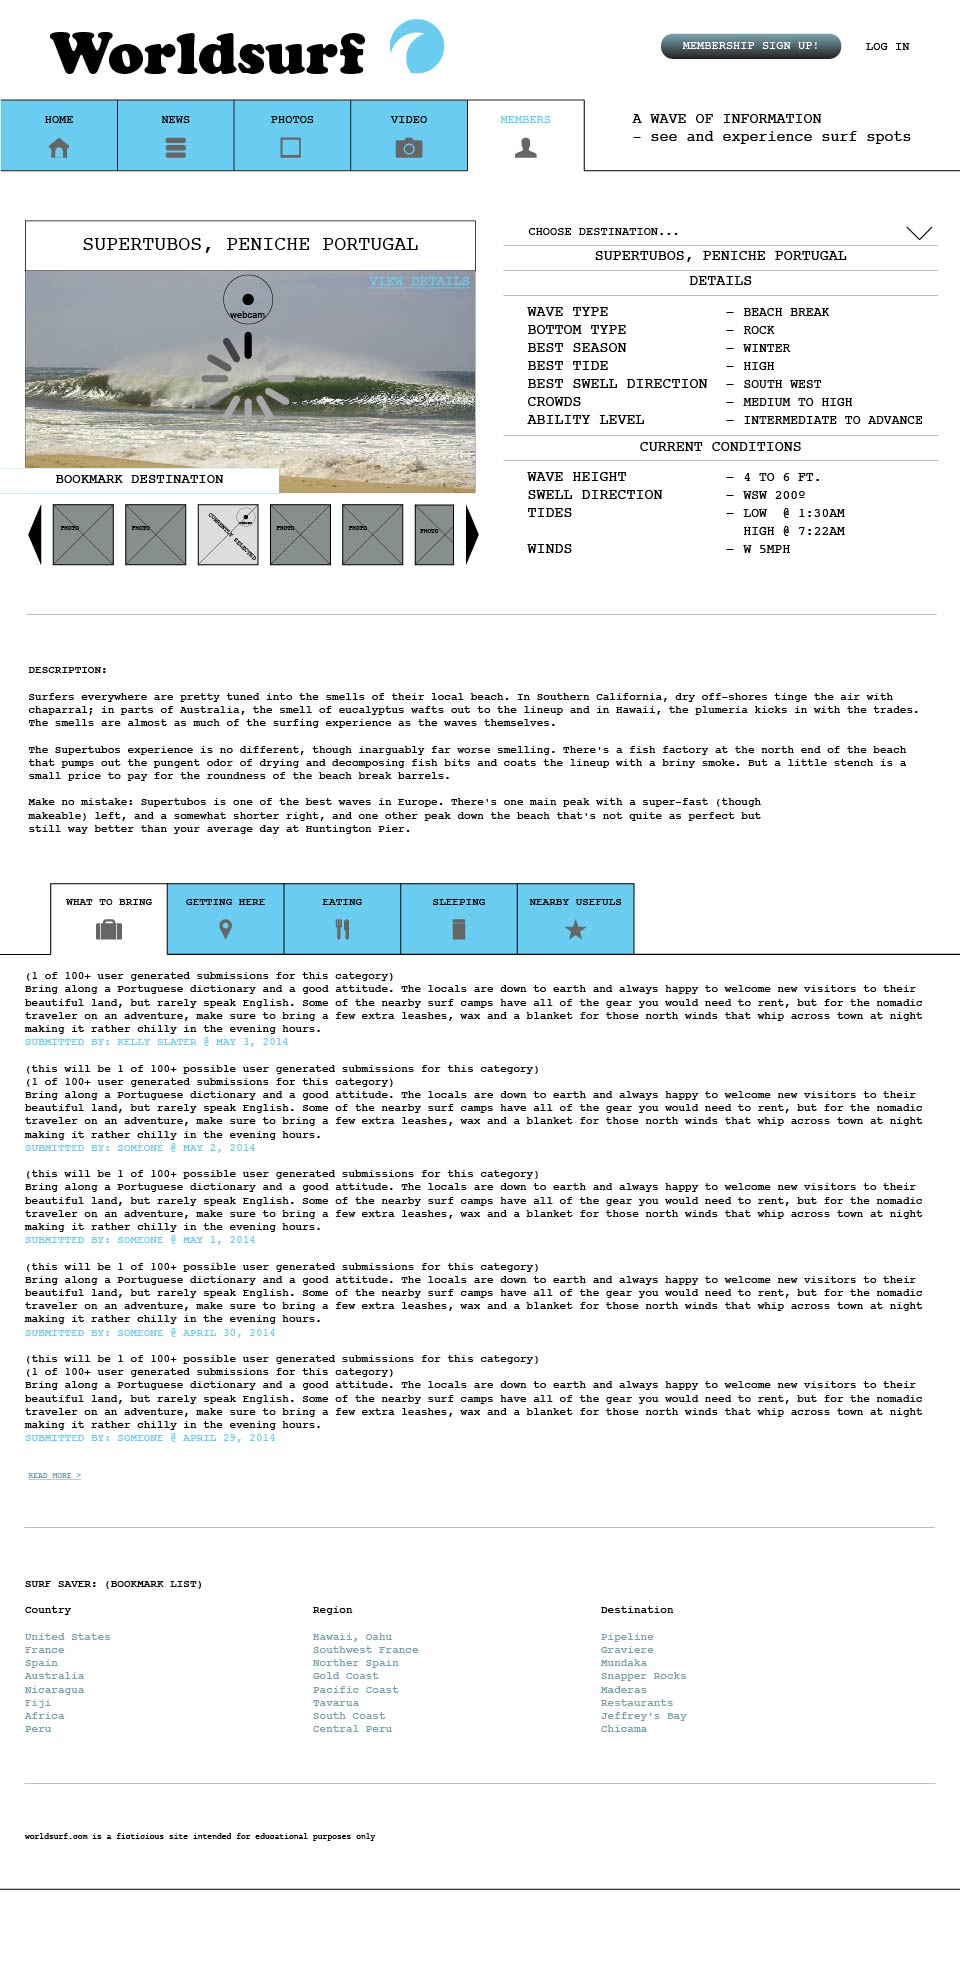 Worldsurf
MEMBERSHIP SIGN UP!
LOG IN
HOME
NEWS
PHOTOS
VIDEO
MEMBERS
A WAVE OF INFORMATION
- see and experience surf spots
SUPERTUBOS, PENICHE PORTUGAL
VIEW DETAILS
webcam
BOOKMARK DESTINATION
PHOTO
PHOTO
CURRENTLY SELECTED
webcam
PHOTO
PHOTO
PHOTO
CHOOSE DESTINATION...
SUPERTUBOS, PENICHE PORTUGAL
DETAILS
WAVE TYPE – BEACH BREAK
BOTTOM TYPE – ROCK
BEST SEASON – WINTER
BEST TIDE – HIGH
BEST SWELL DIRECTION – SOUTH WEST
CROWDS – MEDIUM TO HIGH
ABILITY LEVEL – INTERMEDIATE TO ADVANCE
CURRENT CONDITIONS
WAVE HEIGHT – 4 TO 6 FT.
SWELL DIRECTION – WSW 200º
TIDES – LOW @ 1:30AM
HIGH @ 7:22AM
WINDS – W 5MPH
DESCRIPTION:
Surfers everywhere are pretty tuned into the smells of their local beach. In Southern California, dry off-shores tinge the air with
chaparral; in parts of Australia, the smell of eucalyptus wafts out to the lineup and in Hawaii, the plumeria kicks in with the trades.
The smells are almost as much of the surfing experience as the waves themselves.
The Supertubos experience is no different, though inarguably far worse smelling. There's a fish factory at the north end of the beach
that pumps out the pungent odor of drying and decomposing fish bits and coats the lineup with a briny smoke. But a little stench is a
small price to pay for the roundness of the beach break barrels.
Make no mistake: Supertubos is one of the best waves in Europe. There's one main peak with a super-fast (though
makeable) left, and a somewhat shorter right, and one other peak down the beach that's not quite as perfect but
still way better than your average day at Huntington Pier.
WHAT TO BRING
GETTING HERE
EATING
SLEEPING
NEARBY USEFULS
(1 of 100+ user generated submissions for this category)
Bring along a Portuguese dictionary and a good attitude. The locals are down to earth and always happy to welcome new visitors to their
beautiful land, but rarely speak English. Some of the nearby surf camps have all of the gear you would need to rent, but for the nomadic
traveler on an adventure, make sure to bring a few extra leashes, wax and a blanket for those north winds that whip across town at night
making it rather chilly in the evening hours.
SUBMITTED BY: KELLY SLATER @ MAY 3, 2014
(this will be 1 of 100+ possible user generated submissions for this category)
(1 of 100+ user generated submissions for this category)
Bring along a Portuguese dictionary and a good attitude. The locals are down to earth and always happy to welcome new visitors to their
beautiful land, but rarely speak English. Some of the nearby surf camps have all of the gear you would need to rent, but for the nomadic
traveler on an adventure, make sure to bring a few extra leashes, wax and a blanket for those north winds that whip across town at night
making it rather chilly in the evening hours.
SUBMITTED BY: SOMEONE @ MAY 2, 2014
(this will be 1 of 100+ possible user generated submissions for this category)
Bring along a Portuguese dictionary and a good attitude. The locals are down to earth and always happy to welcome new visitors to their
beautiful land, but rarely speak English. Some of the nearby surf camps have all of the gear you would need to rent, but for the nomadic
traveler on an adventure, make sure to bring a few extra leashes, wax and a blanket for those north winds that whip across town at night
making it rather chilly in the evening hours.
SUBMITTED BY: SOMEONE @ MAY 1, 2014
(this will be 1 of 100+ possible user generated submissions for this category)
Bring along a Portuguese dictionary and a good attitude. The locals are down to earth and always happy to welcome new visitors to their
beautiful land, but rarely speak English. Some of the nearby surf camps have all of the gear you would need to rent, but for the nomadic
traveler on an adventure, make sure to bring a few extra leashes, wax and a blanket for those north winds that whip across town at night
making it rather chilly in the evening hours.
SUBMITTED BY: SOMEONE @ APRIL 30, 2014
(this will be 1 of 100+ possible user generated submissions for this category)
(1 of 100+ user generated submissions for this category)
Bring along a Portuguese dictionary and a good attitude. The locals are down to earth and always happy to welcome new visitors to their
beautiful land, but rarely speak English. Some of the nearby surf camps have all of the gear you would need to rent, but for the nomadic
traveler on an adventure, make sure to bring a few extra leashes, wax and a blanket for those north winds that whip across town at night
making it rather chilly in the evening hours.
SUBMITTED BY: SOMEONE @ APRIL 29, 2014
READ MORE >
SURF SAVER: (BOOKMARK LIST)
Country Region Destination
United States Hawaii, Oahu Pipeline
France Southwest France Graviere
Spain Norther Spain Mundaka
Australia Gold Coast Snapper Rocks
Nicaragua Pacific Coast Maderas
Fiji Tavarua Restaurants
Africa South Coast Jeffrey’s Bay
Peru Central Peru Chicama
worldsurf.com is a ficticious site intended for educational purposes only